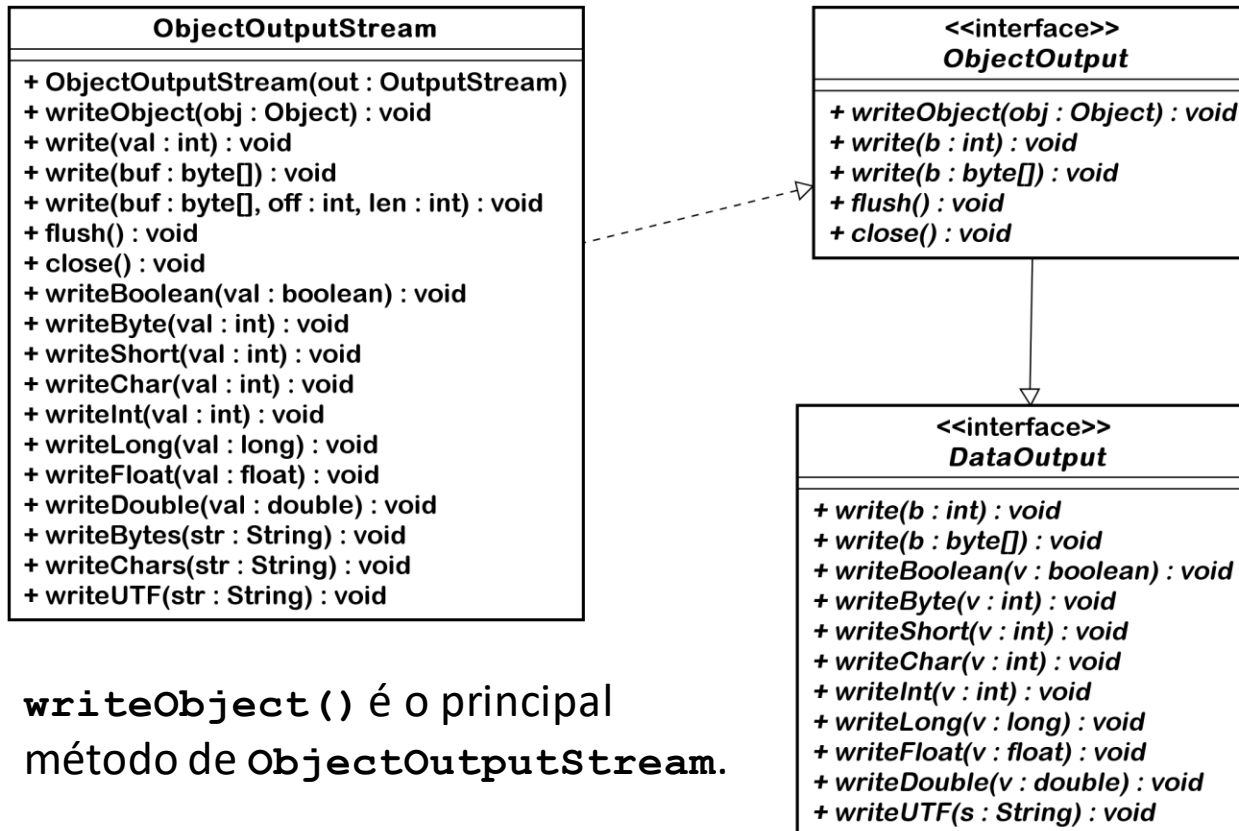 ObjectOutputStream
+ ObjectOutputStream(out : OutputStream)
+ writeObject(obj : Object) : void
+ write(val : int) : void
+ write(buf : byte[]) : void
+ write(buf : byte[], off : int, len : int) : void
+ flush() : void
+ close() : void
+ writeBoolean(val : boolean) : void
+ writeByte(val : int) : void
+ writeShort(val : int) : void
+ writeChar(val : int) : void
+ writeInt(val : int) : void
+ writeLong(val : long) : void
+ writeFloat(val : float) : void
+ writeDouble(val : double) : void
+ writeBytes(str : String) : void
+ writeChars(str : String) : void
+ writeUTF(str : String) : void
<<interface>>
ObjectOutput
+ writeObject(obj : Object) : void
+ write(b : int) : void
+ write(b : byte[]) : void
+ flush() : void
+ close() : void
<<interface>>
DataOutput
+ write(b : int) : void
+ write(b : byte[]) : void
+ writeBoolean(v : boolean) : void
+ writeByte(v : int) : void
+ writeShort(v : int) : void
+ writeChar(v : int) : void
+ writeInt(v : int) : void
+ writeLong(v : long) : void
+ writeFloat(v : float) : void
+ writeDouble(v : double) : void
+ writeUTF(s : String) : void
writeObject() é o principal
método de ObjectOutputStream.